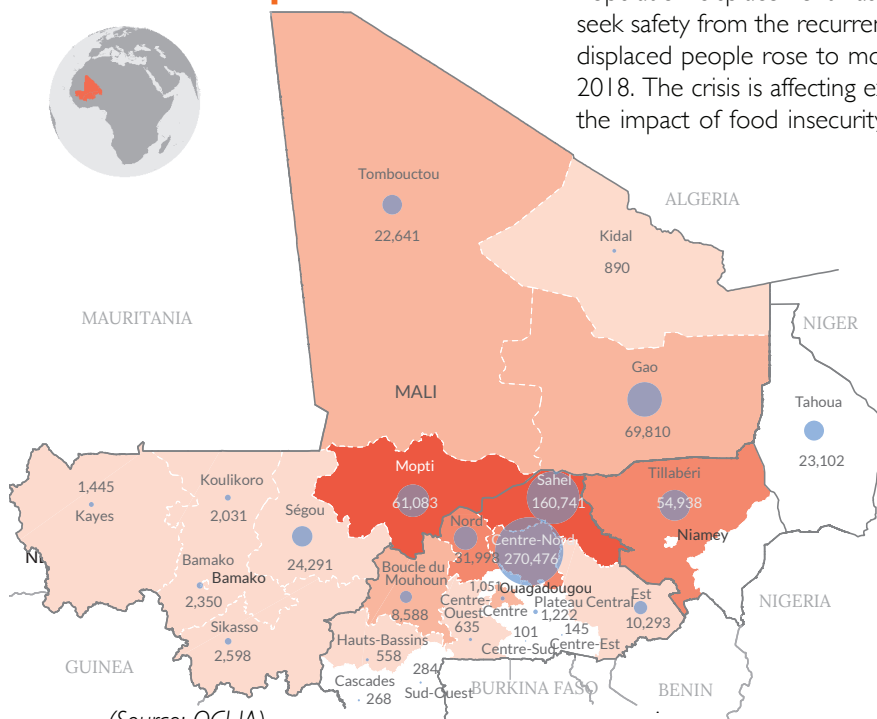 seek safety from the recurren
displaced people rose to mo
2018. The crisis is affecting e
the impact of food insecurity
Tombouctou
22,641
ALGERIA
Kidal
890
MAURITANIA
NIGER
Gao
69,810
MALI
Tahoua
23,102
Mopti
61,083
Sahel
160,741
Tillabéri
54,938
1,445
Kayes
Koulikoro
2,031
Ségou
24,291
Nord
31,998
Centre-Nord
270,476
Niamey
Bamako
Bamako
2,350
Boucle du
Mouhoun
8,588
1,051
Ouagadougou
Centre-
Ouest
635
Centre
Plateau Central
1,222
Est
10,293
NIGERIA
Sikasso
2,598
Hauts-Bassins
558
101
Centre-Sud
145
Centre-Est
GUINEA
Cascades
268
284
Sud-Ouest
BURKINA FASO
BENIN
(Source: OCHA)